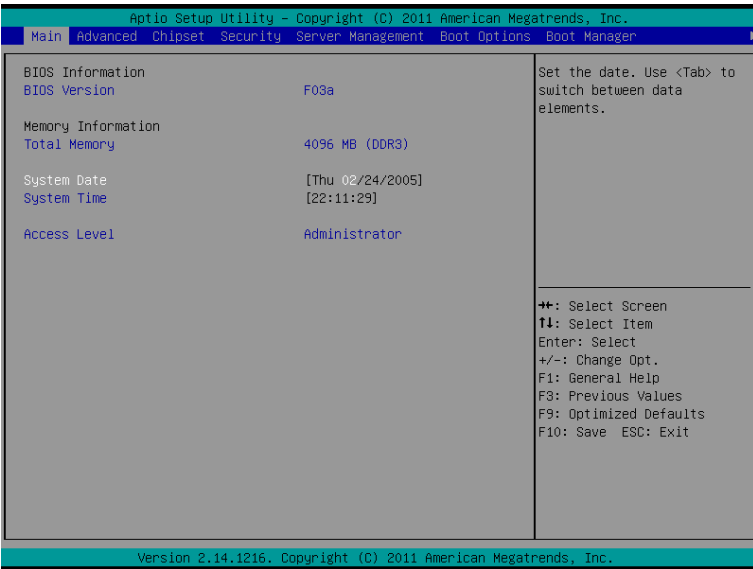 Aptio Setup Utility – Copyright (C) 2011 American Megatrends, Inc.
Main Advanced Chipset Security Server Management Boot Options Boot Manager
BIOS Information
BIOS Version F03a
Memory Information
Total Memory 4096 MB (DDR3)
System Date [Thu 02/24/2005]
System Time [22:11:29]
Access Level Administrator
Set the date. Use <Tab> to
switch between data
elements.
→←: Select Screen
↑↓: Select Item
Enter: Select
+/-: Change Opt.
F1: General Help
F3: Previous Values
F9: Optimized Defaults
F10: Save ESC: Exit
Version 2.14.1216. Copyright (C) 2011 American Megatrends, Inc.